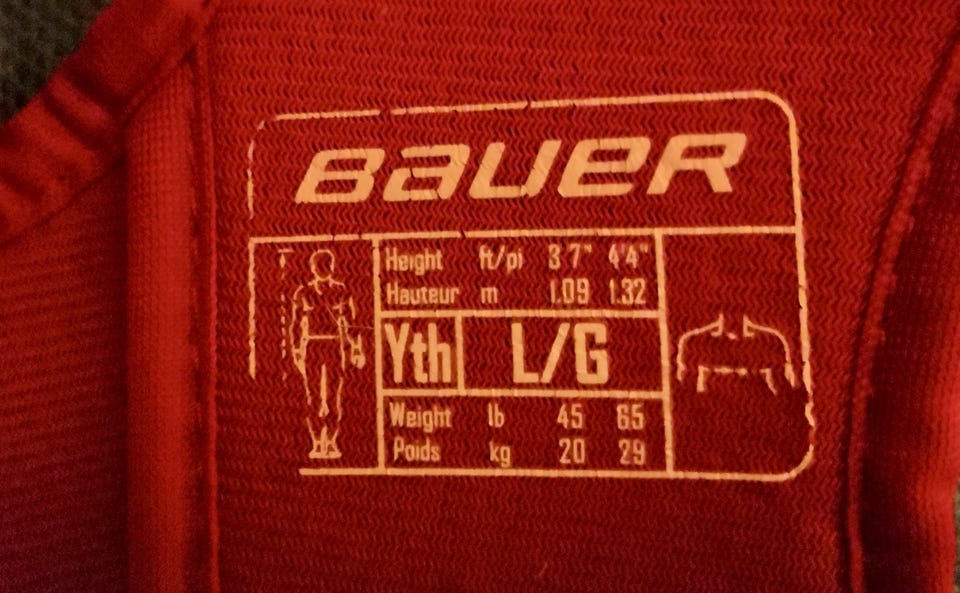 BAUER
Height ft/pi 3'7" 4'4"
Hauteur m 1.09 1.32
Yth L/G
Weight lb 45 65
Poids kg 20 29